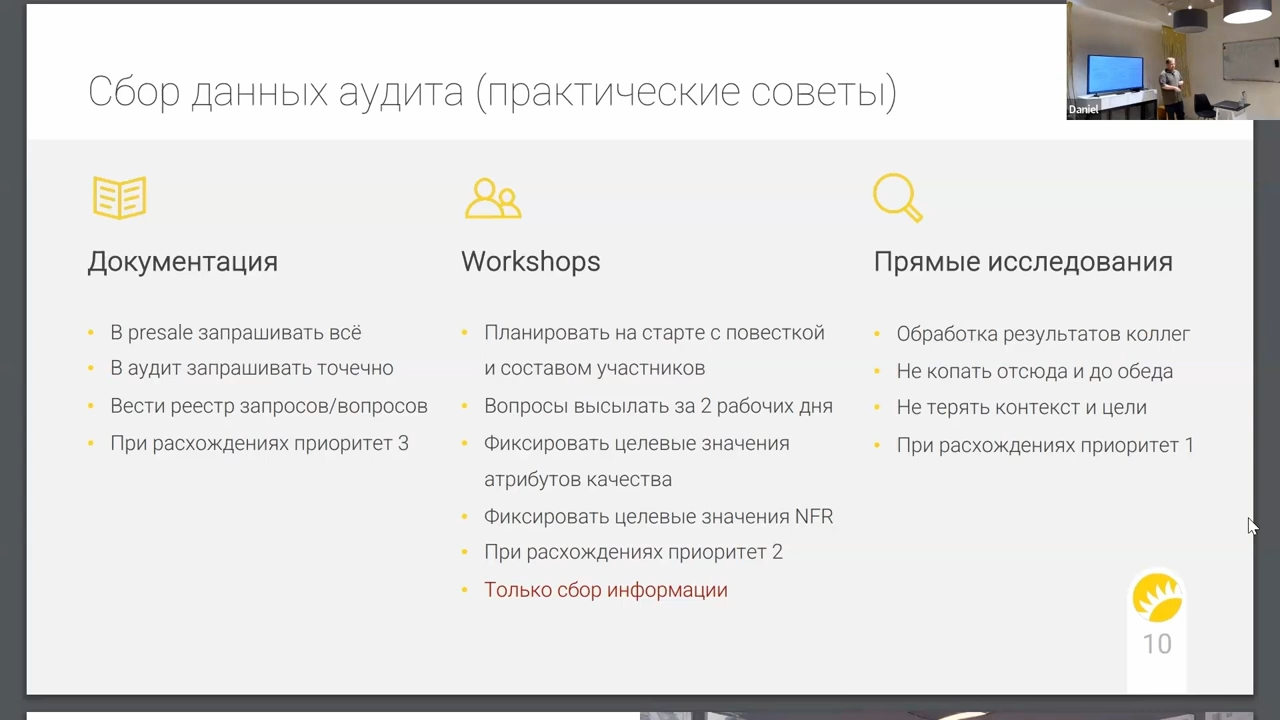 Сбор данных аудита (практические советы)
Daniel
Документация
• В presale запрашивать всё
• В аудит запрашивать точечно
• Вести реестр запросов/вопросов
• При расхождениях приоритет 3
Workshops
• Планировать на старте с повесткой
и составом участников
• Вопросы высылать за 2 рабочих дня
• Фиксировать целевые значения
атрибутов качества
• Фиксировать целевые значения NFR
• При расхождениях приоритет 2
• Только сбор информации
Прямые исследования
• Обработка результатов коллег
• Не копать отсюда и до обеда
• Не терять контекст и цели
• При расхождениях приоритет 1
10